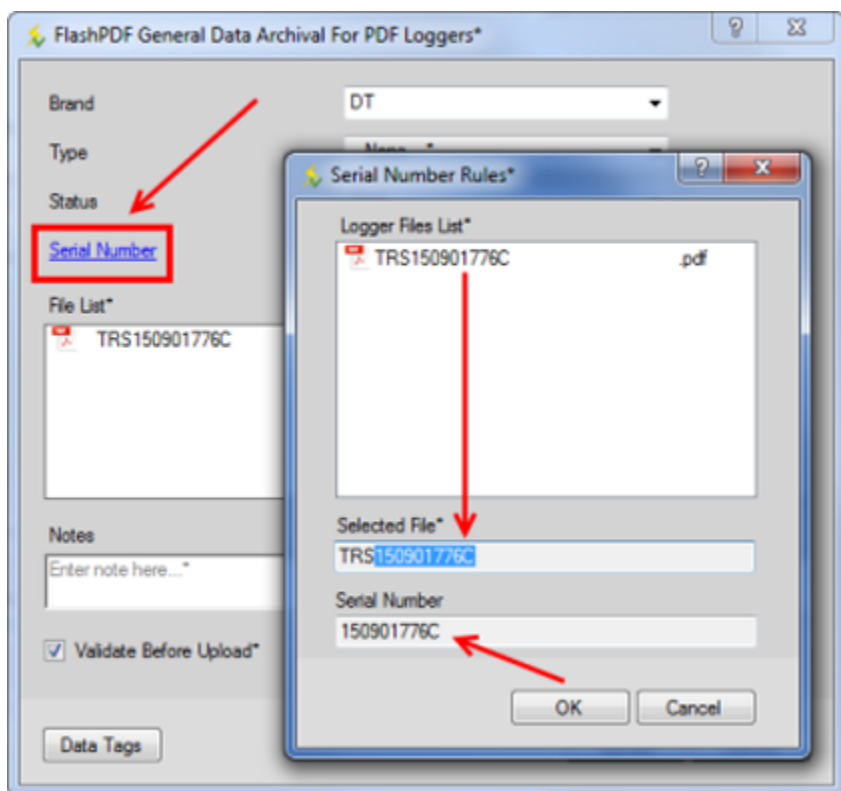 FlashPDF General Data Archival For PDF Loggers*
Brand
DT
Type
Status
Serial Number
File List*
TRS150901776C
Notes
Enter note here...*
Validate Before Upload*
Data Tags
Serial Number Rules*
Logger Files List*
TRS150901776C .pdf
Selected File*
TRS150901776C
Serial Number
150901776C
OK Cancel